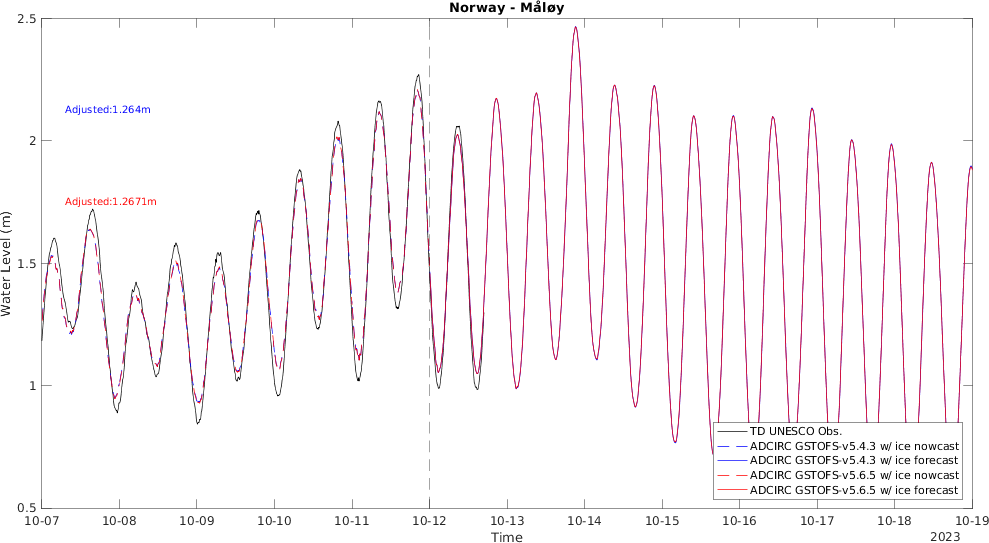 Norway - Måløy
2.5
2
1.5
1
0.5
Water Level (m)
Adjusted:1.264m
Adjusted:1.2671m
TD UNESCO Obs.
ADCIRC GSTOFS-v5.4.3 w/ ice nowcast
ADCIRC GSTOFS-v5.4.3 w/ ice forecast
ADCIRC GSTOFS-v5.6.5 w/ ice nowcast
ADCIRC GSTOFS-v5.6.5 w/ ice forecast
10-07 10-08 10-09 10-10 10-11 10-12 10-13 10-14 10-15 10-16 10-17 10-18 10-19
Time
2023